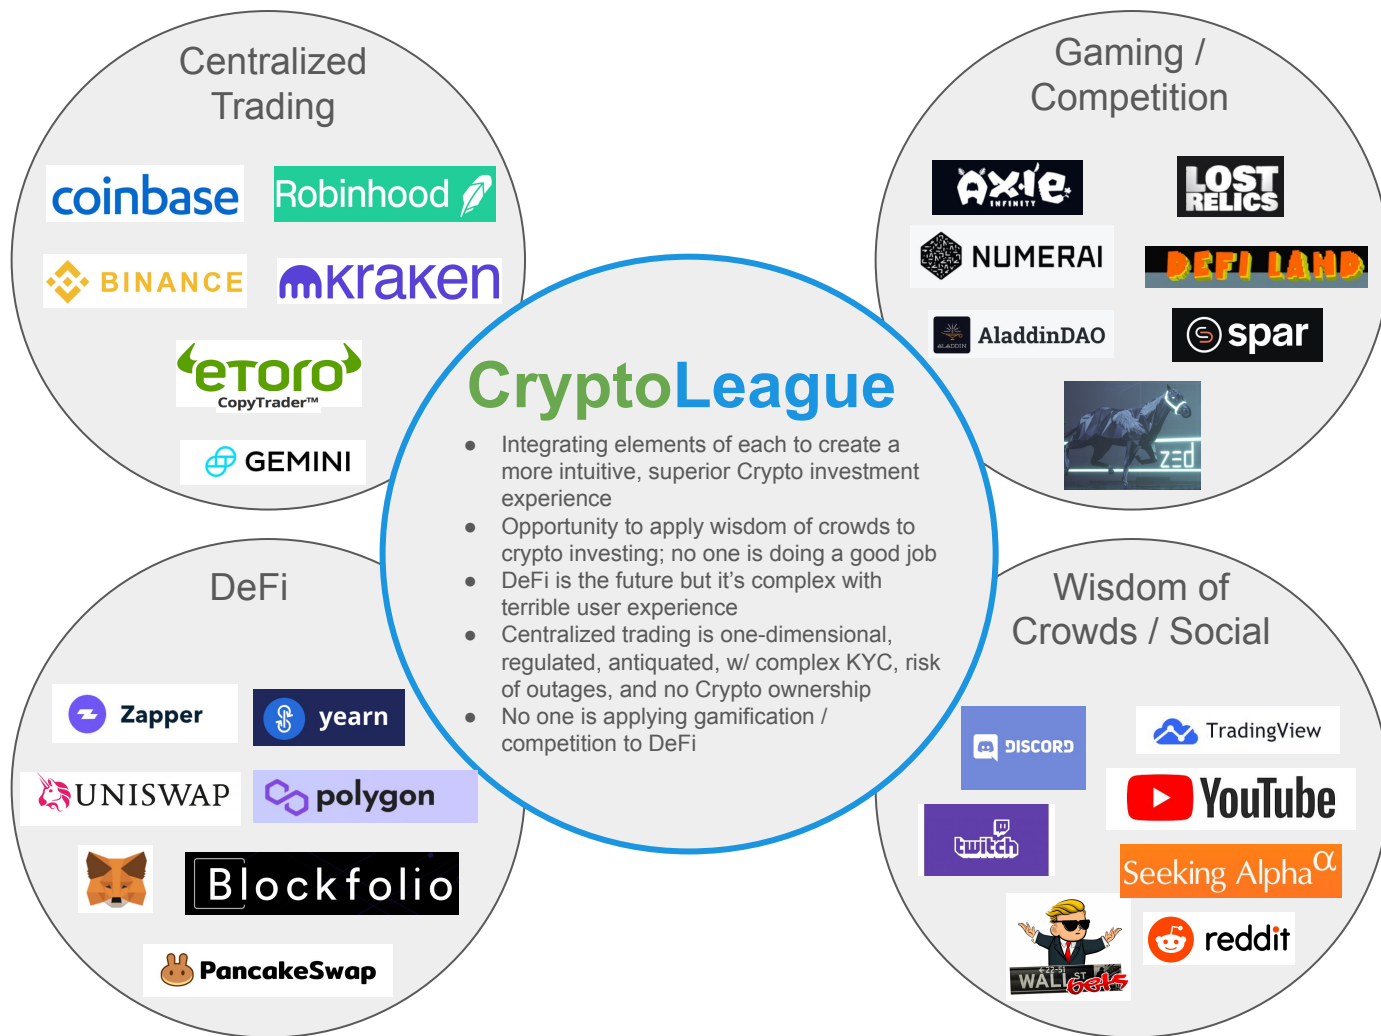 Centralized
Trading
coinbase
Robinhood
BINANCE
kraken
eTORO
CopyTrader™
GEMINI
Gaming /
Competition
AXIE
INFINITY
LOST
RELICS
NUMERAI
DEFI LAND
ALADDIN
AladdinDAO
spar
zed
CryptoLeague
● Integrating elements of each to create a
more intuitive, superior Crypto investment
experience
● Opportunity to apply wisdom of crowds to
crypto investing; no one is doing a good job
● DeFi is the future but it’s complex with
terrible user experience
● Centralized trading is one-dimensional,
regulated, antiquated, w/ complex KYC, risk
of outages, and no Crypto ownership
● No one is applying gamification /
competition to DeFi
DeFi
Zapper
yearn
UNISWAP
polygon
Blockfolio
PancakeSwap
Wisdom of
Crowds / Social
DISCORD
TradingView
YouTube
twitch
Seeking Alpha α
WALL ST
bets
reddit